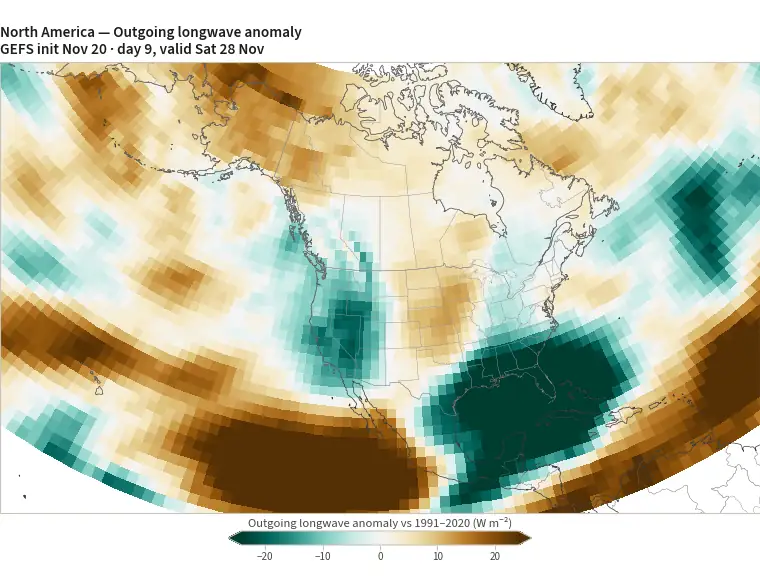 North America — Outgoing longwave anomaly
GEFS init Nov 20 · day 9, valid Sat 28 Nov
Outgoing longwave anomaly vs 1991–2020 (W m⁻²)
−20 −10 0 10 20